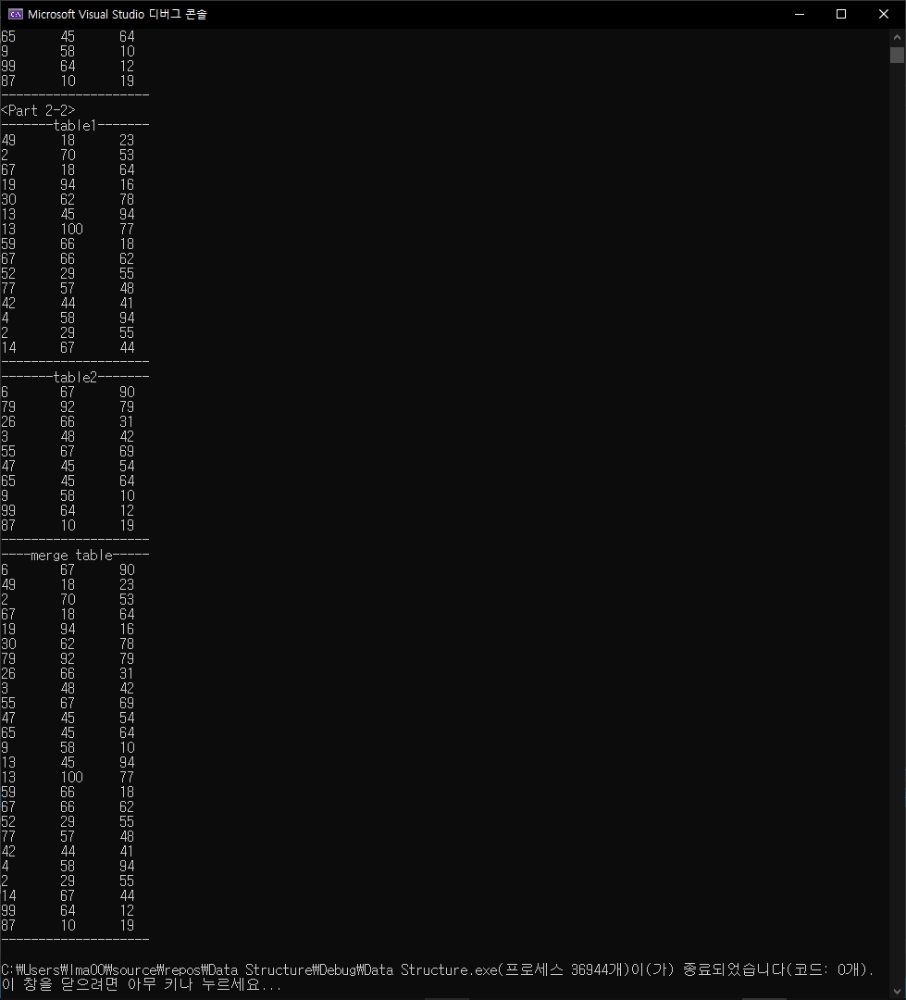 Microsoft Visual Studio 디버그 콘솔
65 45 64
9 58 10
99 64 12
87 10 19
--------------------
<Part 2-2>
-------table1-------
49 18 23
2 70 53
67 18 64
19 94 16
30 62 78
13 45 94
13 100 77
59 66 18
67 66 62
52 29 55
77 57 48
42 44 41
4 58 94
2 29 55
14 67 44
--------------------
-------table2-------
6 67 90
79 92 79
26 66 31
3 48 42
55 67 69
47 45 54
65 45 64
9 58 10
99 64 12
87 10 19
--------------------
----merge table-----
6 67 90
49 18 23
2 70 53
67 18 64
19 94 16
30 62 78
79 92 79
26 66 31
3 48 42
55 67 69
47 45 54
65 45 64
9 58 10
13 45 94
13 100 77
59 66 18
67 66 62
52 29 55
77 57 48
42 44 41
4 58 94
2 29 55
14 67 44
99 64 12
87 10 19
--------------------
C:₩Users₩Ima00₩source₩repos₩Data Structure₩Debug₩Data Structure.exe(프로세스 36944개)이(가) 종료되었습니다(코드: 0개).
이 창을 닫으려면 아무 키나 누르세요...